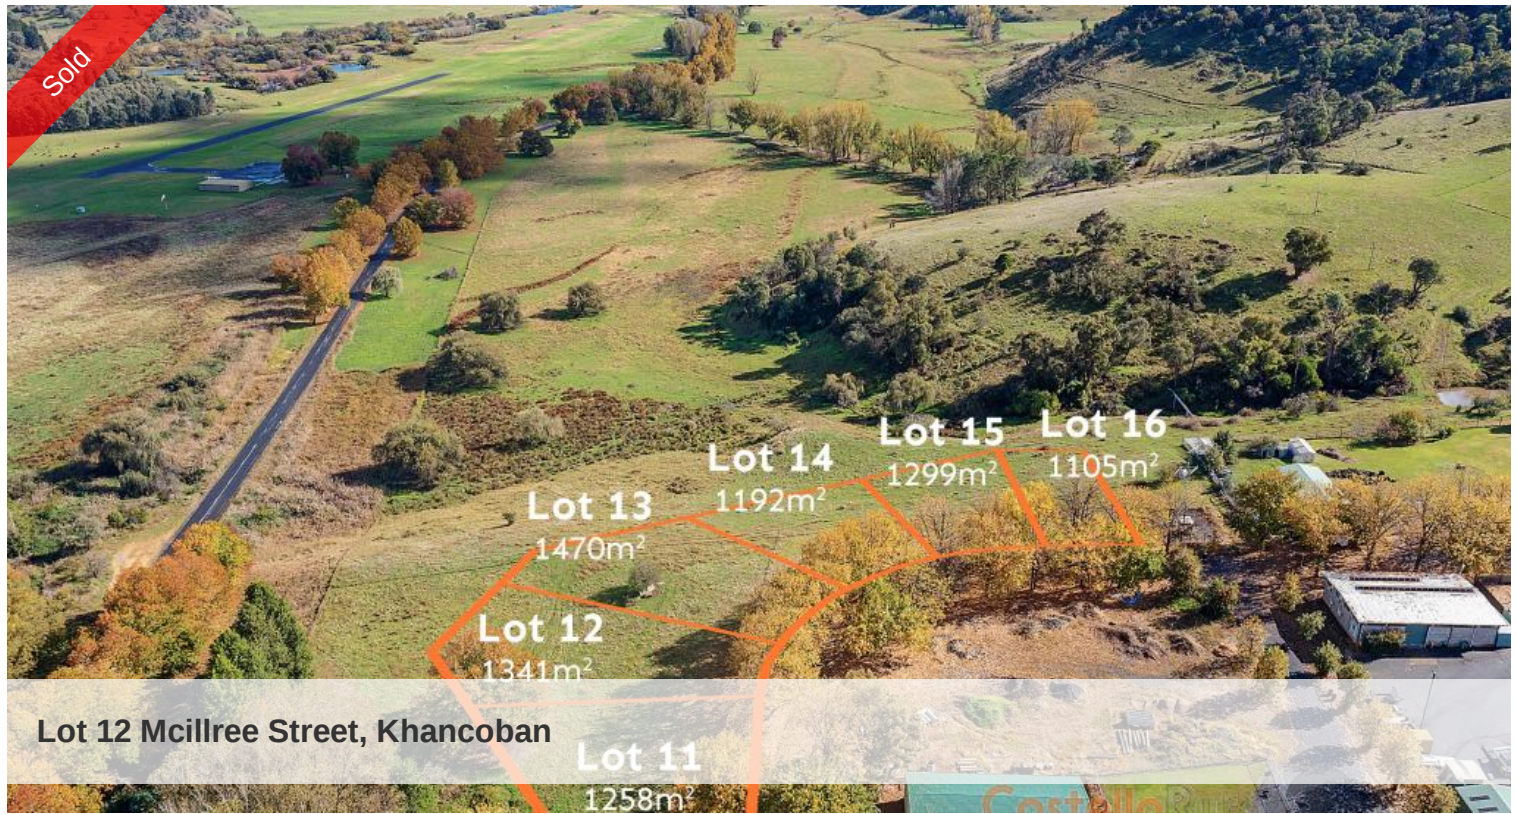 Sold
Lot 16
1105m²
Lot 15
1299m²
Lot 14
1192m²
Lot 13
1470m²
Lot 12
1341m²
Lot 12 Mcillree Street, Khancoban
Lot 11
1258m²
Costello